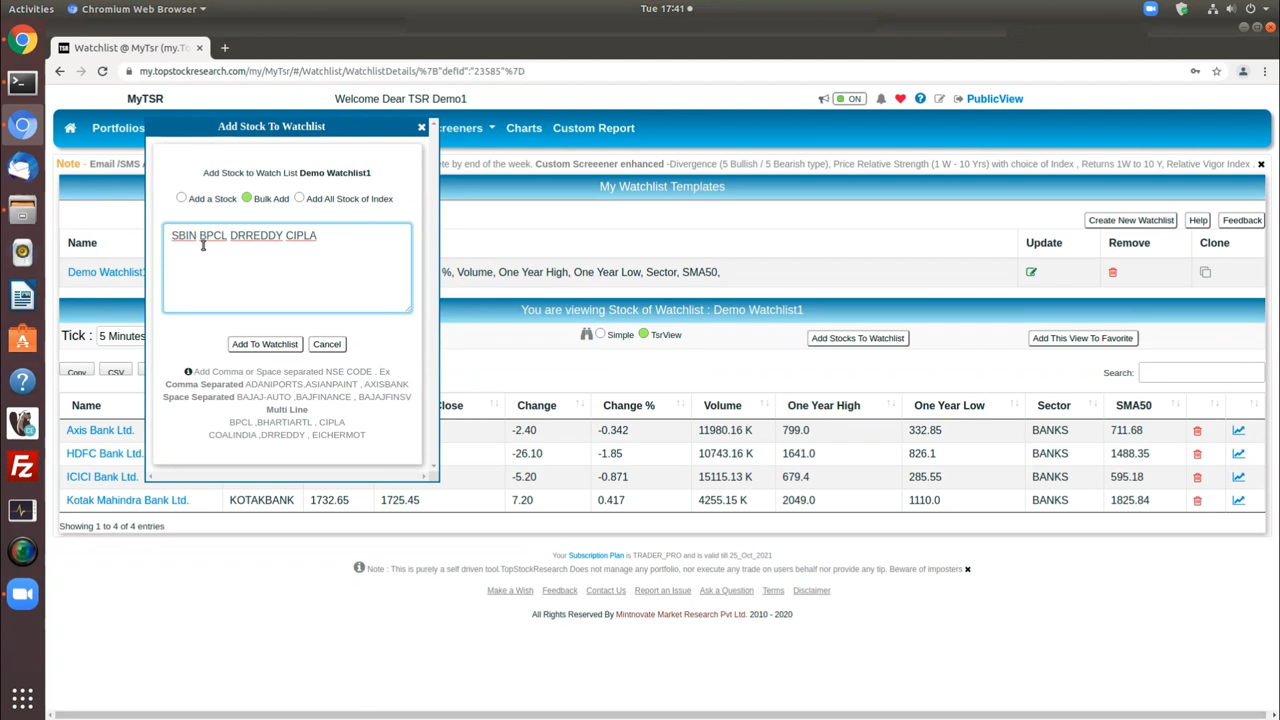 Activities Chromium Web Browser Tue 17:41
Watchlist @ MyTsr (my.To
my.topstockresearch.com/my/MyTsr/#/Watchlist/WatchlistDetails/%7B"defId":"23585"%7D
MyTSR Welcome Dear TSR Demo1 ON PublicView
Portfolios creeners Charts Custom Report
Add Stock To Watchlist
Note - Email /SMS ete by end of the week. Custom Screeener enhanced -Divergence (5 Bullish / 5 Bearish type), Price Relative Strength (1 W - 10 Yrs) with choice of Index , Returns 1W to 10 Y, Relative Vigor Index .
My Watchlist Templates
Add Stock to Watch List Demo Watchlist1
Add a Stock Bulk Add Add All Stock of Index
SBIN BPCL DRREDDY CIPLA
Add To Watchlist Cancel
Add Comma or Space separated NSE CODE . Ex
Comma Separated ADANIPORTS,ASIANPAINT , AXISBANK
Space Separated BAJAJ-AUTO ,BAJFINANCE , BAJAJFINSV
Multi Line
BPCL ,BHARTIARTL , CIPLA
COALINDIA ,DRREDDY , EICHERMOT
Create New Watchlist Help Feedback
Name Update Remove Clone
Demo Watchlist1 %, Volume, One Year High, One Year Low, Sector, SMA50,
You are viewing Stock of Watchlist : Demo Watchlist1
Tick : 5 Minutes Simple TsrView Add Stocks To Watchlist Add This View To Favorite
Copy CSV Search:
Name Close Change Change % Volume One Year High One Year Low Sector SMA50
Axis Bank Ltd. -2.40 -0.342 11980.16 K 799.0 332.85 BANKS 711.68
HDFC Bank Ltd. -26.10 -1.85 10743.16 K 1641.0 826.1 BANKS 1488.35
ICICI Bank Ltd. -5.20 -0.871 15115.13 K 679.4 285.55 BANKS 595.18
Kotak Mahindra Bank Ltd. KOTAKBANK 1732.65 1725.45 7.20 0.417 4255.15 K 2049.0 1110.0 BANKS 1825.84
Showing 1 to 4 of 4 entries
Your Subscription Plan is TRADER_PRO and is valid till 25_Oct_2021
Note : This is purely a self driven tool.TopStockResearch Does not manage any portfolio, nor execute any trade on users behalf nor provide any tip. Beware of imposters
Make a Wish Feedback Contact Us Report an Issue Ask a Question Terms Disclaimer
All Rights Reserved By Mintnovate Market Research Pvt Ltd. 2010 - 2020